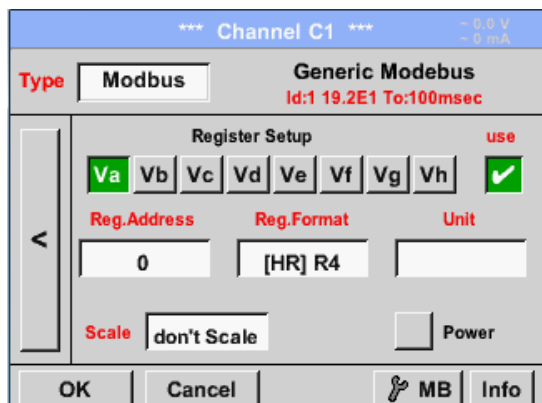 *** Channel C1 ***
~ 0.0 V
~ 0 mA
Type Modbus
Generic Modebus
Id:1 19.2E1 To:100msec
Register Setup use
Va Vb Vc Vd Ve Vf Vg Vh
<
Reg.Address Reg.Format Unit
0 [HR] R4
Scale don't Scale Power
OK Cancel MB Info